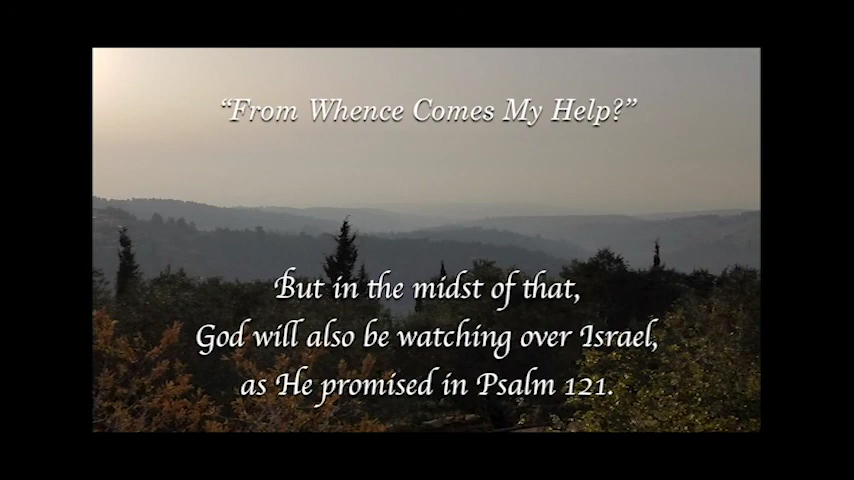 “From Whence Comes My Help?”
But in the midst of that,
God will also be watching over Israel,
as He promised in Psalm 121.